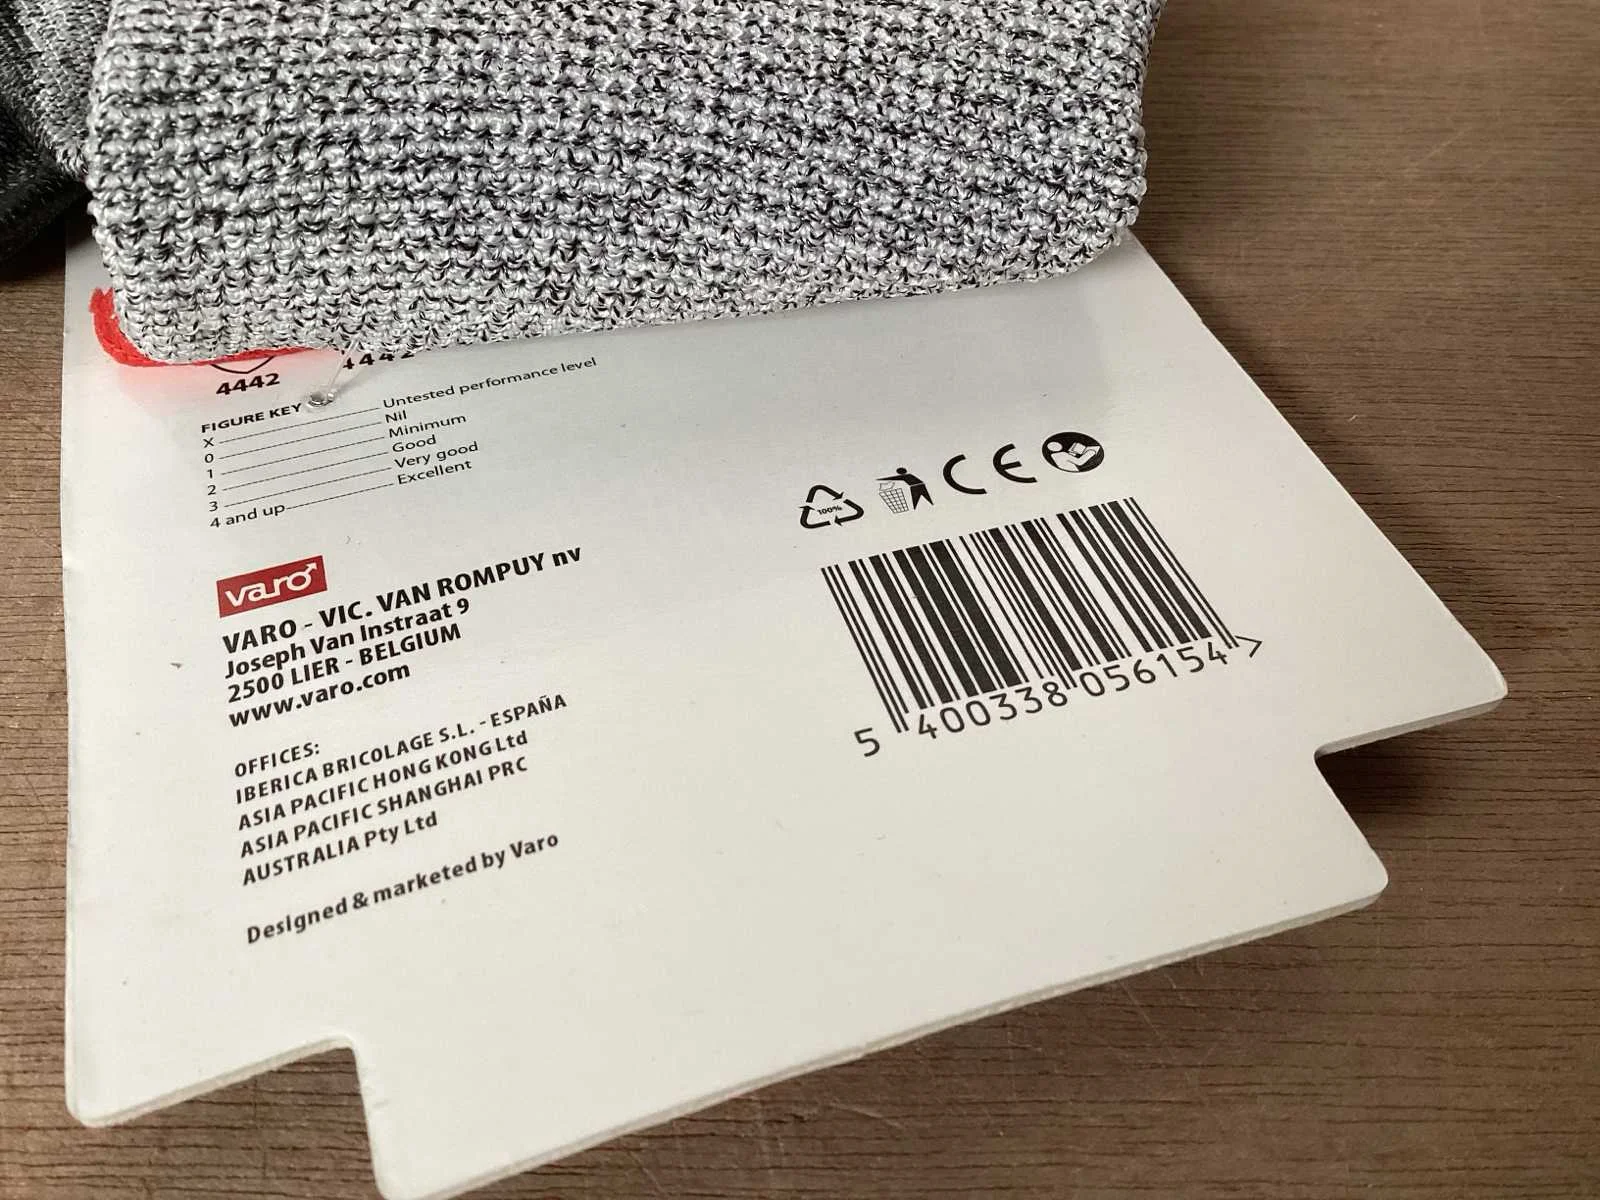 4442
4442
FIGURE KEY
X Untested performance level
0 Nil
1 Minimum
2 Good
3 Very good
4 and up Excellent
100%
CE
varo
VARO - VIC. VAN ROMPUY nv
Joseph Van Instraat 9
2500 LIER - BELGIUM
www.varo.com
OFFICES:
IBERICA BRICOLAGE S.L. - ESPAÑA
ASIA PACIFIC HONG KONG Ltd
ASIA PACIFIC SHANGHAI PRC
AUSTRALIA Pty Ltd
Designed & marketed by Varo
5 400338 056154 >